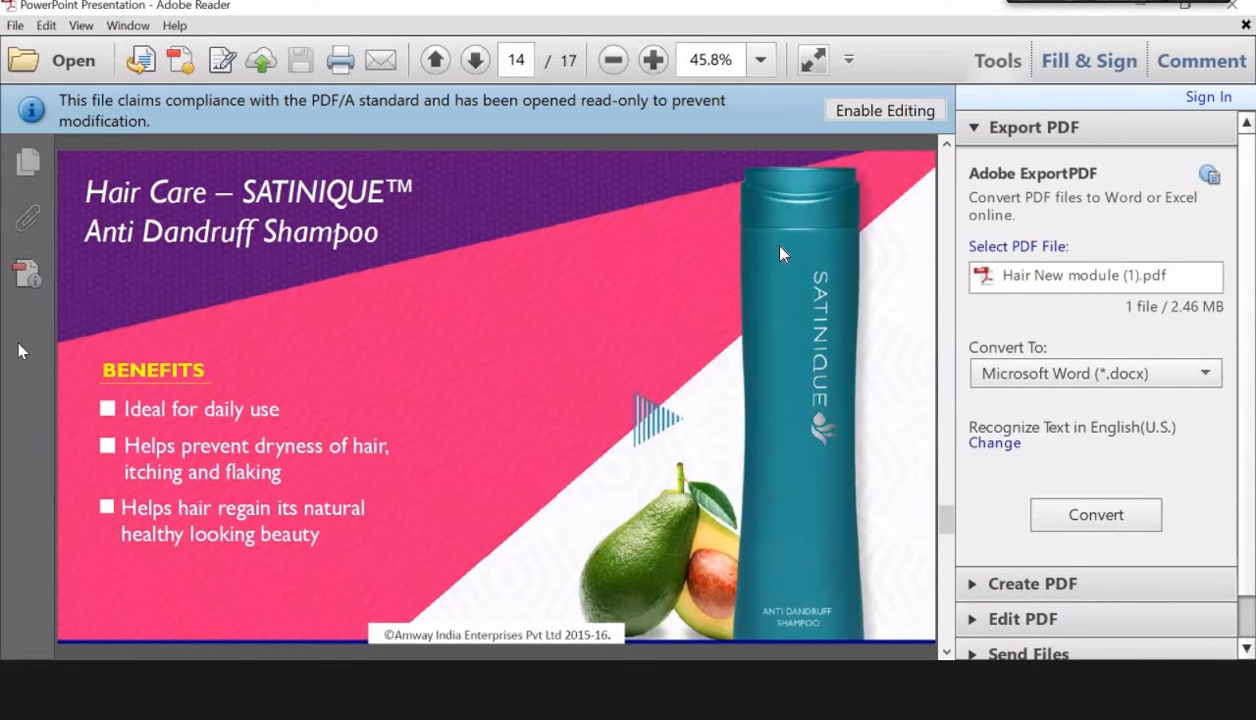 PowerPoint Presentation - Adobe Reader
File Edit View Window Help
Open 14 / 17 45.8% Tools Fill & Sign Comment
This file claims compliance with the PDF/A standard and has been opened read-only to prevent
modification.
Enable Editing
Sign In
Export PDF
Adobe ExportPDF
Convert PDF files to Word or Excel
online.
Select PDF File:
Hair New module (1).pdf
1 file / 2.46 MB
Convert To:
Microsoft Word (*.docx)
Recognize Text in English(U.S.)
Change
Convert
Create PDF
Edit PDF
Send Files
Hair Care – SATINIQUE™
Anti Dandruff Shampoo
BENEFITS
Ideal for daily use
Helps prevent dryness of hair,
itching and flaking
Helps hair regain its natural
healthy looking beauty
SATINIQUE
ANTI DANDRUFF
SHAMPOO
©Amway India Enterprises Pvt Ltd 2015-16.